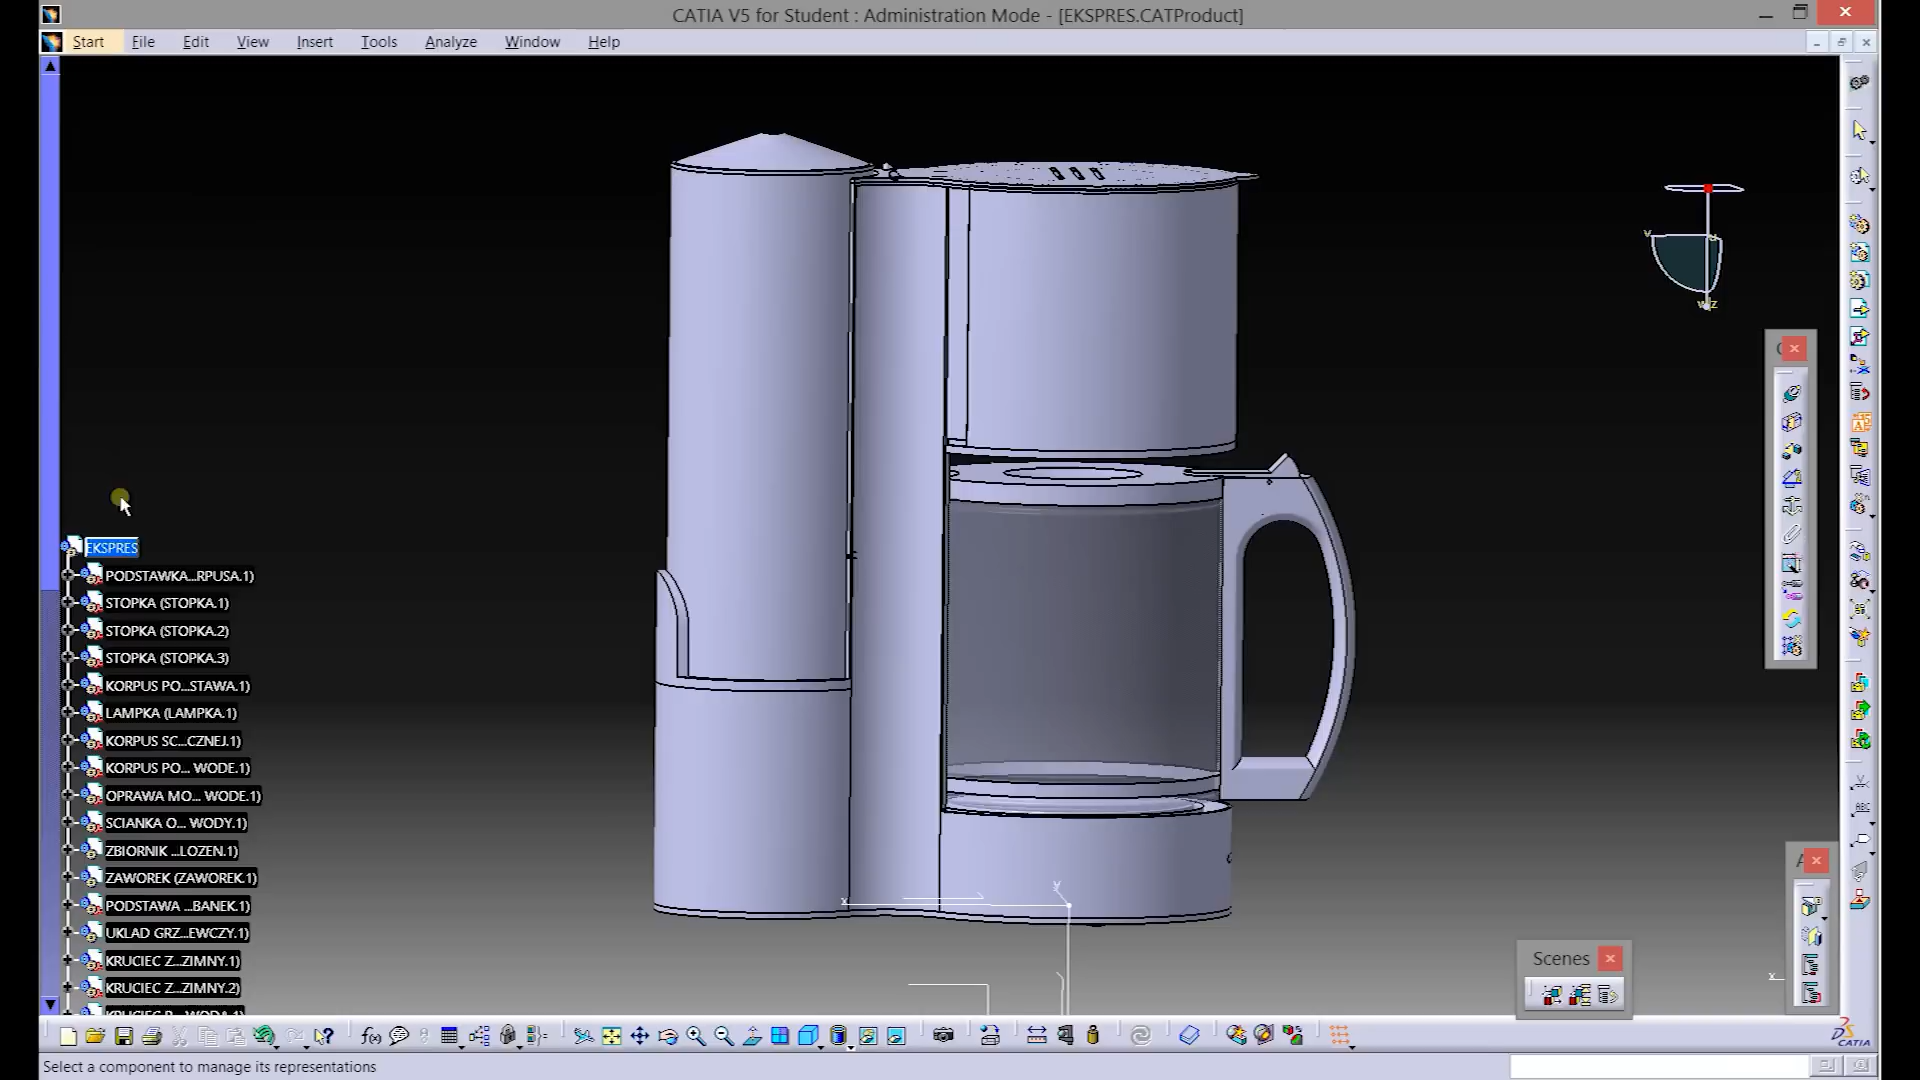 CATIA V5 for Student : Administration Mode - [EKSPRES.CATProduct]
Start File Edit View Insert Tools Analyze Window Help
EKSPRES
PODSTAWKA...RPUSA.1)
STOPKA (STOPKA.1)
STOPKA (STOPKA.2)
STOPKA (STOPKA.3)
KORPUS PO...STAWA.1)
LAMPKA (LAMPKA.1)
KORPUS SC...CZNEJ.1)
KORPUS PO... WODE.1)
OPRAWA MO... WODE.1)
SCIANKA O... WODY.1)
ZBIORNIK ...LOZEN.1)
ZAWOREK (ZAWOREK.1)
PODSTAWA ...BANEK.1)
UKLAD GRZ...EWCZY.1)
KRUCIEC Z...ZIMNY.1)
KRUCIEC Z...ZIMNY.2)
v
w/z
x
y
x
Scenes
CATIA
Select a component to manage its representations